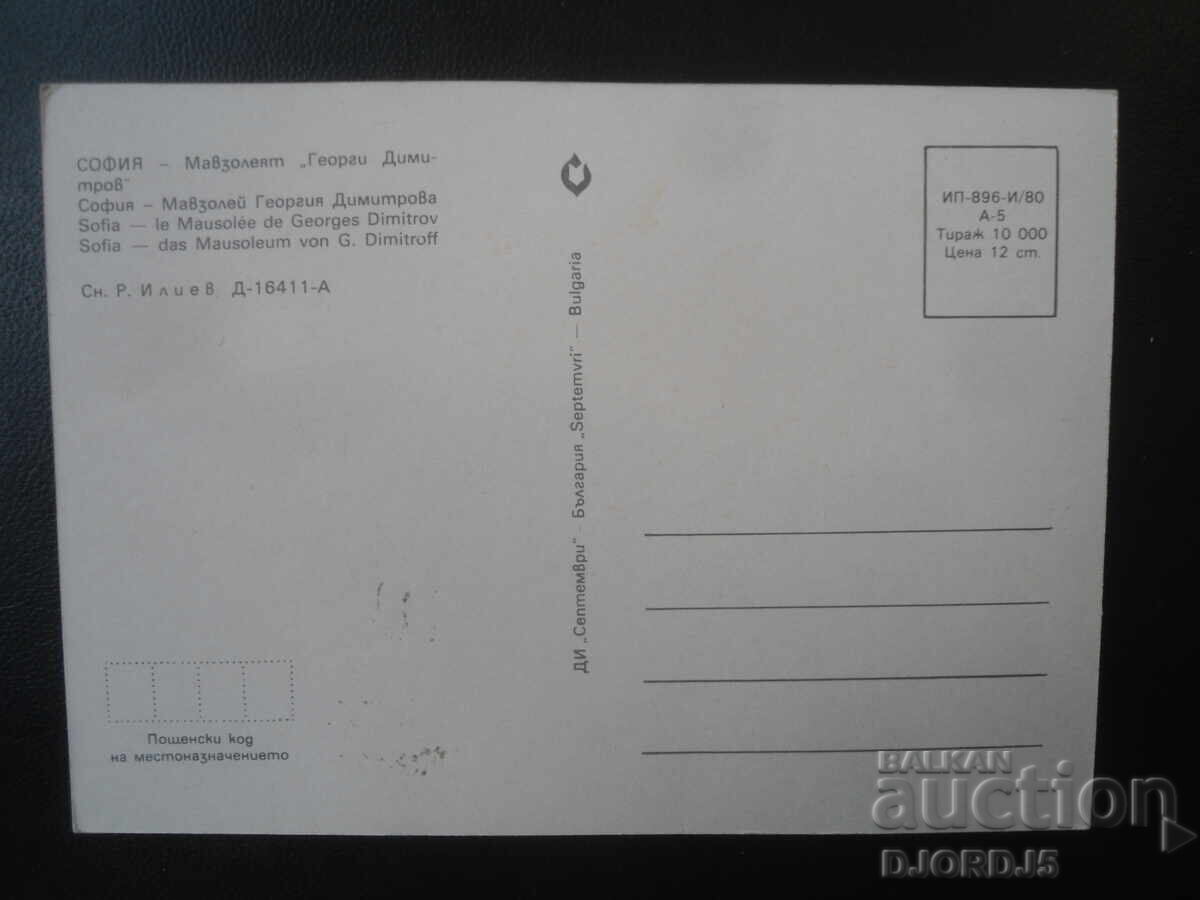 СОФИЯ – Мавзолеят „Георги Дими-
тров"
София – Мавзолей Георгия Димитрова
Sofia — le Mausolée de Georges Dimitrov
Sofia — das Mausoleum von G. Dimitroff
Сн. Р. Илиев, Д-16411-А
ДИ „Септември" - България „Septemvri" — Bulgaria
ИП-896-И/80
А-5
Тираж 10 000
Цена 12 ст.
Пощенски код
на местоназначението
BALKAN
auction
DJORDJ5